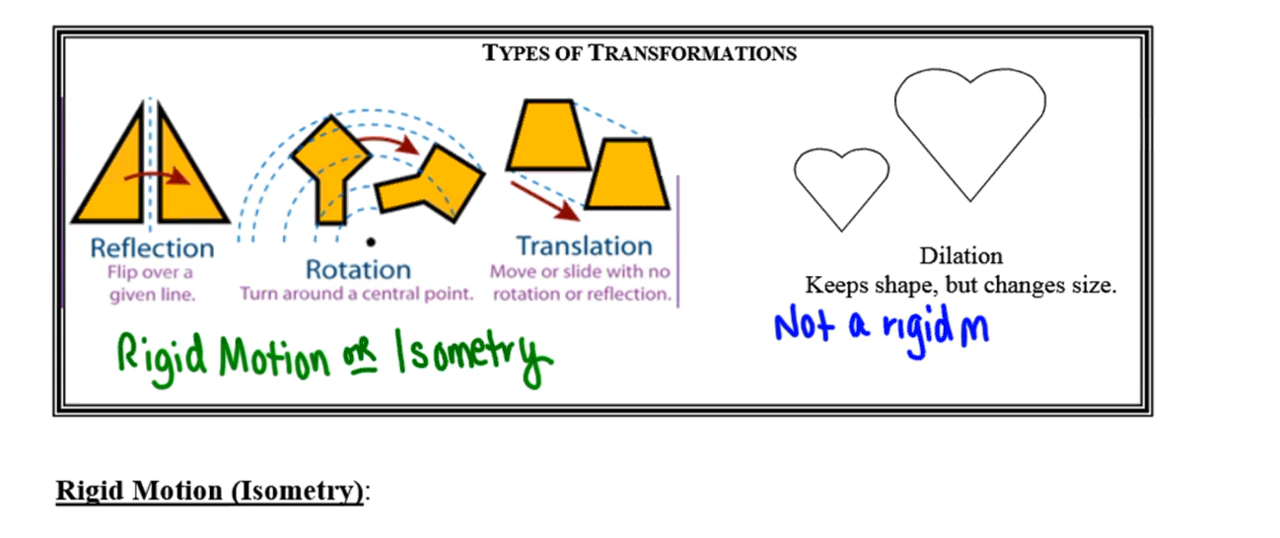 TYPES OF TRANSFORMATIONS
Reflection
Flip over a
given line.
Rotation
Turn around a central point.
Translation
Move or slide with no
rotation or reflection.
Dilation
Keeps shape, but changes size.
Rigid Motion or Isometry
Not a rigid m
Rigid Motion (Isometry):